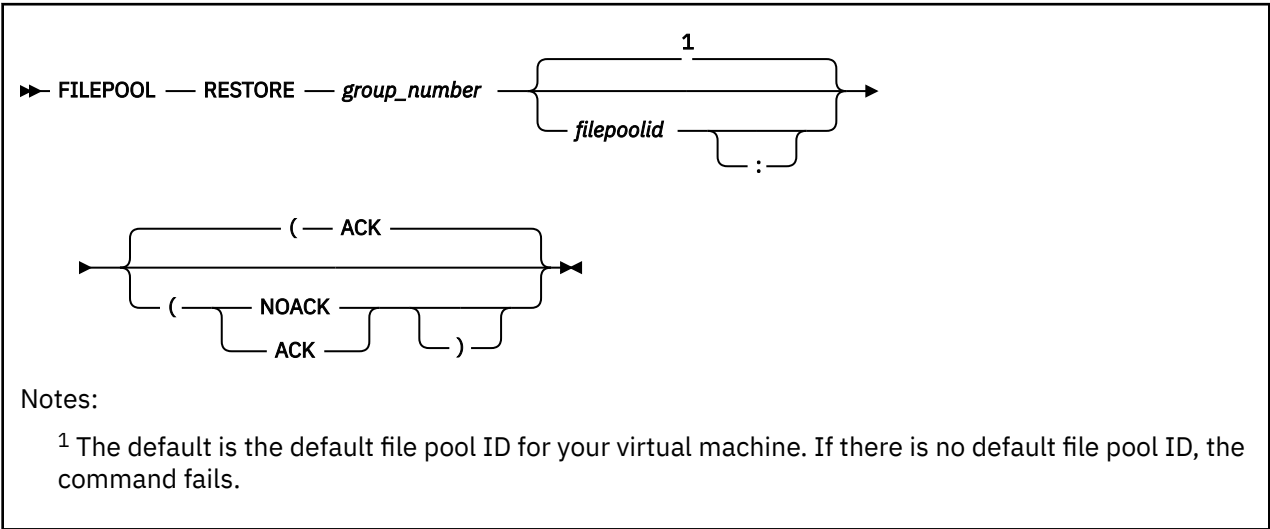 1
FILEPOOL RESTORE group_number
filepoolid
:
( ACK
( NOACK
ACK )
Notes:
1 The default is the default file pool ID for your virtual machine. If there is no default file pool ID, the
command fails.